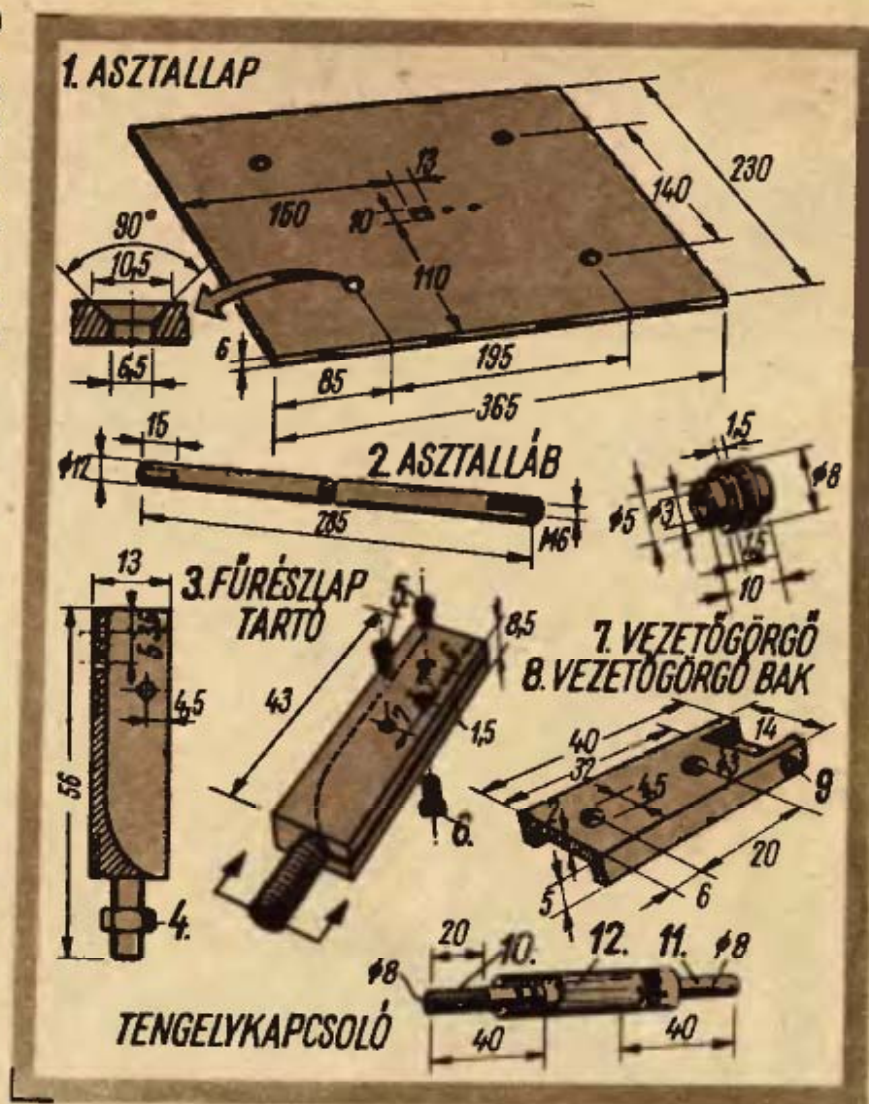 1. ASZTALLAP
13
160
10
110
140
230
90°
10,5
6,5
6
85
195
365
15
φ12
2. ASZTALLÁB
285
M6
1,5
φ8
φ5
φ3
10
13
3. FŰRÉSZLAP
TARTÓ
5.
8,5
43
1,5
4,5
56
4.
6.
7. VEZETŐGÖRGŐ
8. VEZETŐGÖRGŐ BAK
14
40
32
4,5
2
9
20
5
6
20
10.
12.
11.
φ8
φ8
TENGELYKAPCSOLÓ
40
40